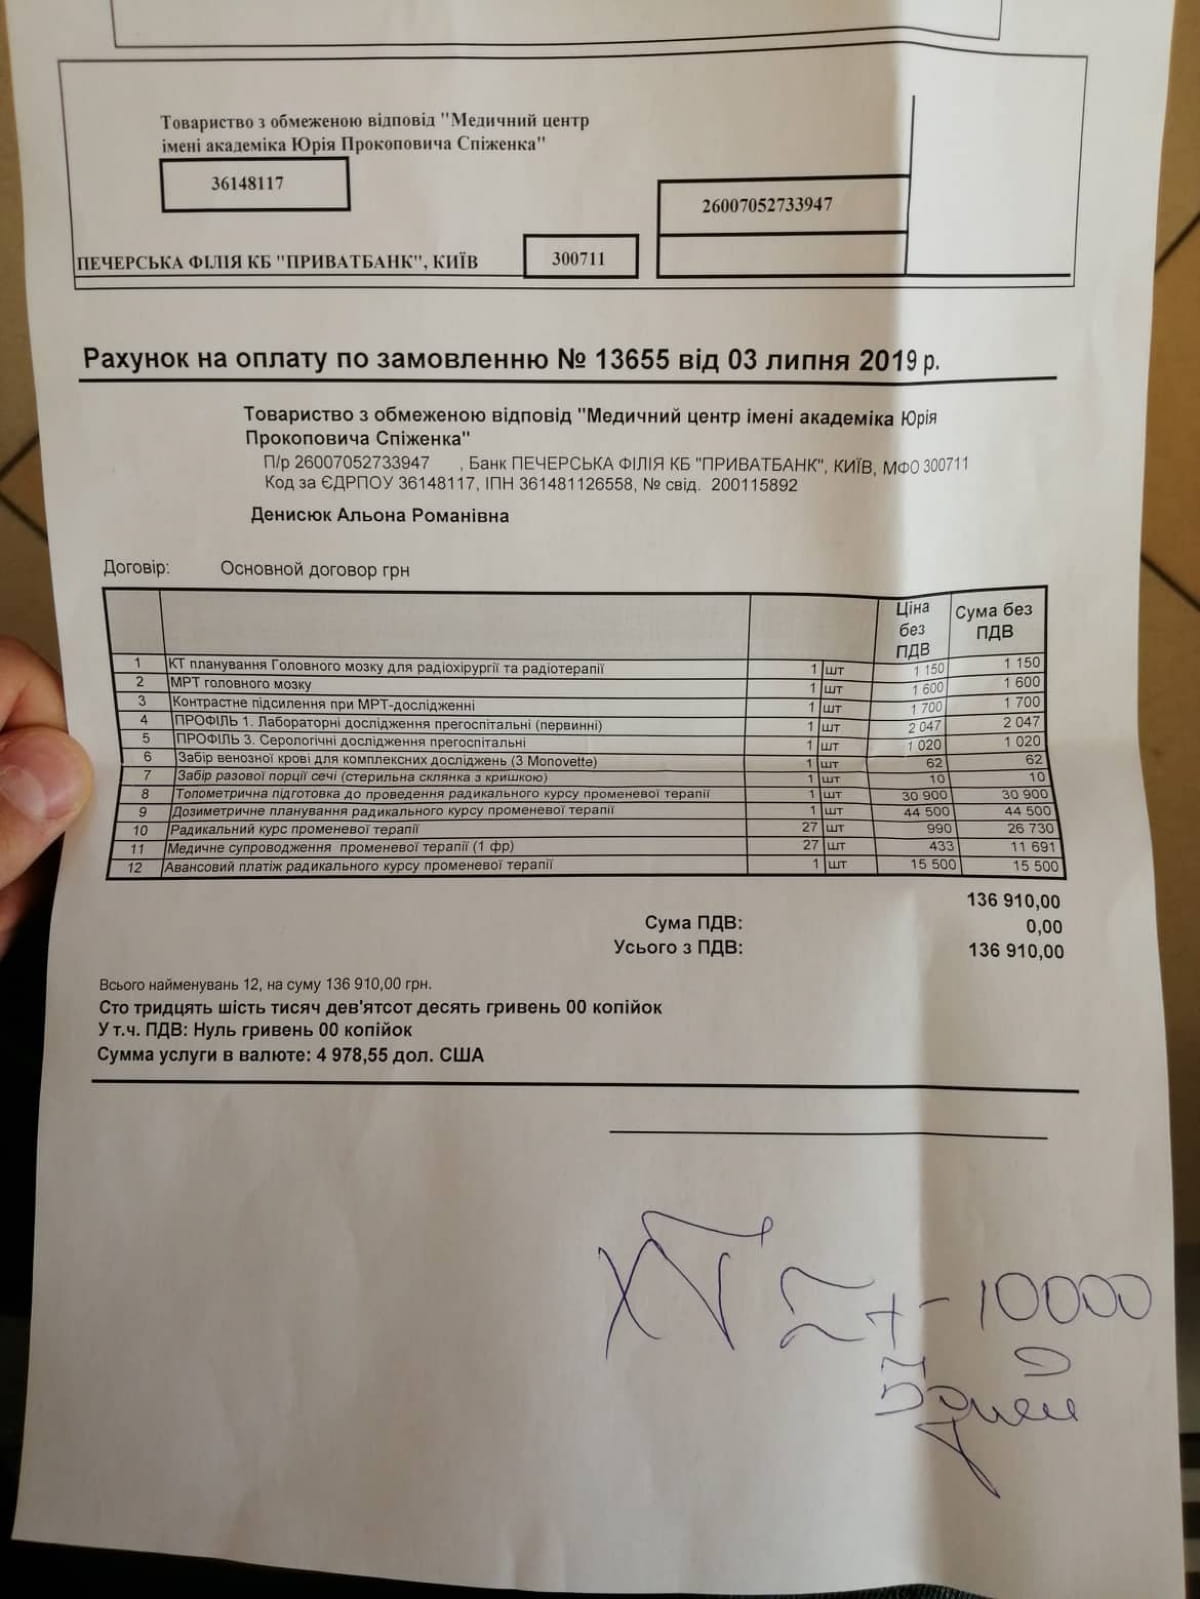 Товариство з обмеженою відповід "Медичний центр
імені академіка Юрія Прокоповича Спіженка"
36148117
26007052733947
ПЕЧЕРСЬКА ФІЛІЯ КБ "ПРИВАТБАНК", КИЇВ 300711
Рахунок на оплату по замовленню № 13655 від 03 липня 2019 р.
Товариство з обмеженою відповід "Медичний центр імені академіка Юрія
Прокоповича Спіженка"
П/р 26007052733947 , Банк ПЕЧЕРСЬКА ФІЛІЯ КБ "ПРИВАТБАНК", КИЇВ, МФО 300711
Код за ЄДРПОУ 36148117, ІПН 361481126558, № свід. 200115892
Денисюк Альона Романівна
Договір: Основной договор грн
Ціна без ПДВ Сума без ПДВ
1 КТ планування Головного мозку для радіохірургії та радіотерапії 1 шт 1 150 1 150
2 МРТ головного мозку 1 шт 1 600 1 600
3 Контрастне підсилення при МРТ-дослідженні 1 шт 1 700 1 700
4 ПРОФІЛЬ 1. Лабораторні дослідження прегоспітальні (первинні) 1 шт 2 047 2 047
5 ПРОФІЛЬ 3. Серологічні дослідження прегоспітальні 1 шт 1 020 1 020
6 Забір венозної крові для комплексних досліджень (3 Monovette) 1 шт 62 62
7 Забір разової порції сечі (стерильна склянка з кришкою) 1 шт 10 10
8 Топометрична підготовка до проведення радикального курсу променевої терапії 1 шт 30 900 30 900
9 Дозиметричне планування радикального курсу променевої терапії 1 шт 44 500 44 500
10 Радикальний курс променевої терапії 27 шт 990 26 730
11 Медичне супроводження променевої терапії (1 фр) 27 шт 433 11 691
12 Авансовий платіж радикального курсу променевої терапії 1 шт 15 500 15 500
136 910,00
Сума ПДВ: 0,00
Усього з ПДВ: 136 910,00
Всього найменувань 12, на суму 136 910,00 грн.
Сто тридцять шість тисяч дев'ятсот десять гривень 00 копійок
У т.ч. ПДВ: Нуль гривень 00 копійок
Сумма услуги в валюте: 4 978,55 дол. США
ХТ Σ +- 10000
5 дней